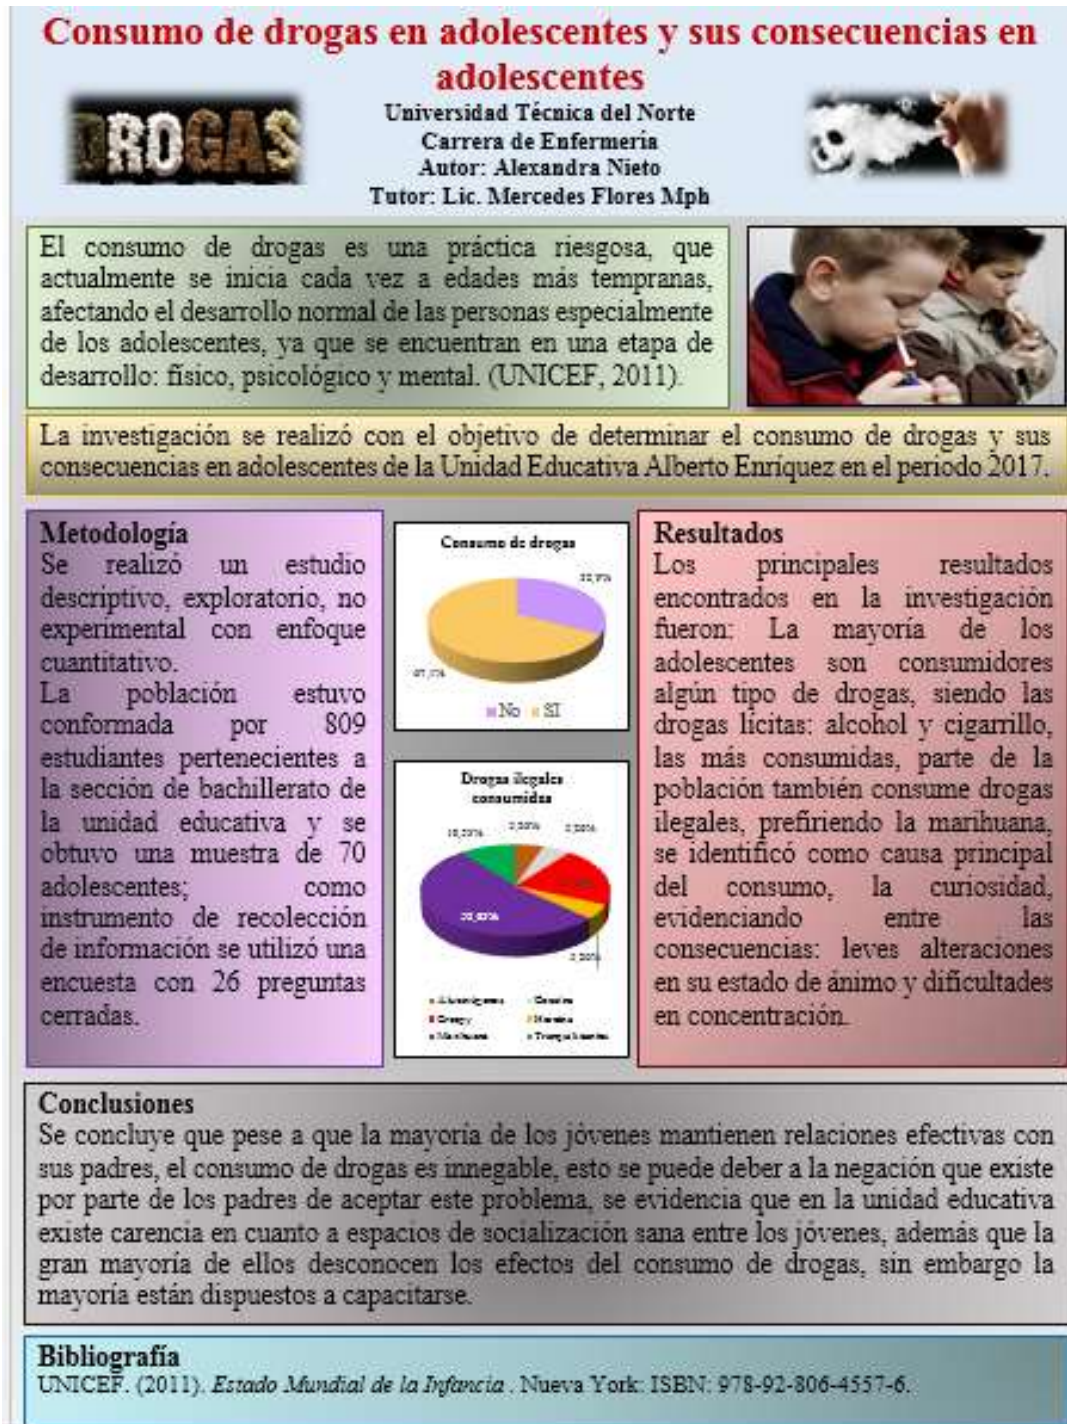 Consumo de drogas en adolescentes y sus consecuencias en
adolescentes
DROGAS
Universidad Técnica del Norte
Carrera de Enfermería
Autor: Alexandra Nieto
Tutor: Lic. Mercedes Flores Mph
El consumo de drogas es una práctica riesgosa, que
actualmente se inicia cada vez a edades más tempranas,
afectando el desarrollo normal de las personas especialmente
de los adolescentes, ya que se encuentran en una etapa de
desarrollo: físico, psicológico y mental. (UNICEF, 2011).
La investigación se realizó con el objetivo de determinar el consumo de drogas y sus
consecuencias en adolescentes de la Unidad Educativa Alberto Enríquez en el periodo 2017.
Metodología
Se realizó un estudio
descriptivo, exploratorio, no
experimental con enfoque
cuantitativo.
La población estuvo
conformada por 809
estudiantes pertenecientes a
la sección de bachillerato de
la unidad educativa y se
obtuvo una muestra de 70
adolescentes; como
instrumento de recolección
de información se utilizó una
encuesta con 26 preguntas
cerradas.
Consumo de drogas
No SI
Drogas ilegales
consumidas
Marihuana
Resultados
Los principales resultados
encontrados en la investigación
fueron: La mayoría de los
adolescentes son consumidores
algún tipo de drogas, siendo las
drogas lícitas: alcohol y cigarrillo,
las más consumidas, parte de la
población también consume drogas
ilegales, prefiriendo la marihuana,
se identificó como causa principal
del consumo, la curiosidad,
evidenciando entre las
consecuencias: leves alteraciones
en su estado de ánimo y dificultades
en concentración.
Conclusiones
Se concluye que pese a que la mayoría de los jóvenes mantienen relaciones efectivas con
sus padres, el consumo de drogas es innegable, esto se puede deber a la negación que existe
por parte de los padres de aceptar este problema, se evidencia que en la unidad educativa
existe carencia en cuanto a espacios de socialización sana entre los jóvenes, además que la
gran mayoría de ellos desconocen los efectos del consumo de drogas, sin embargo la
mayoría están dispuestos a capacitarse.
Bibliografía
UNICEF. (2011). Estado Mundial de la Infancia . Nueva York: ISBN: 978-92-806-4557-6.